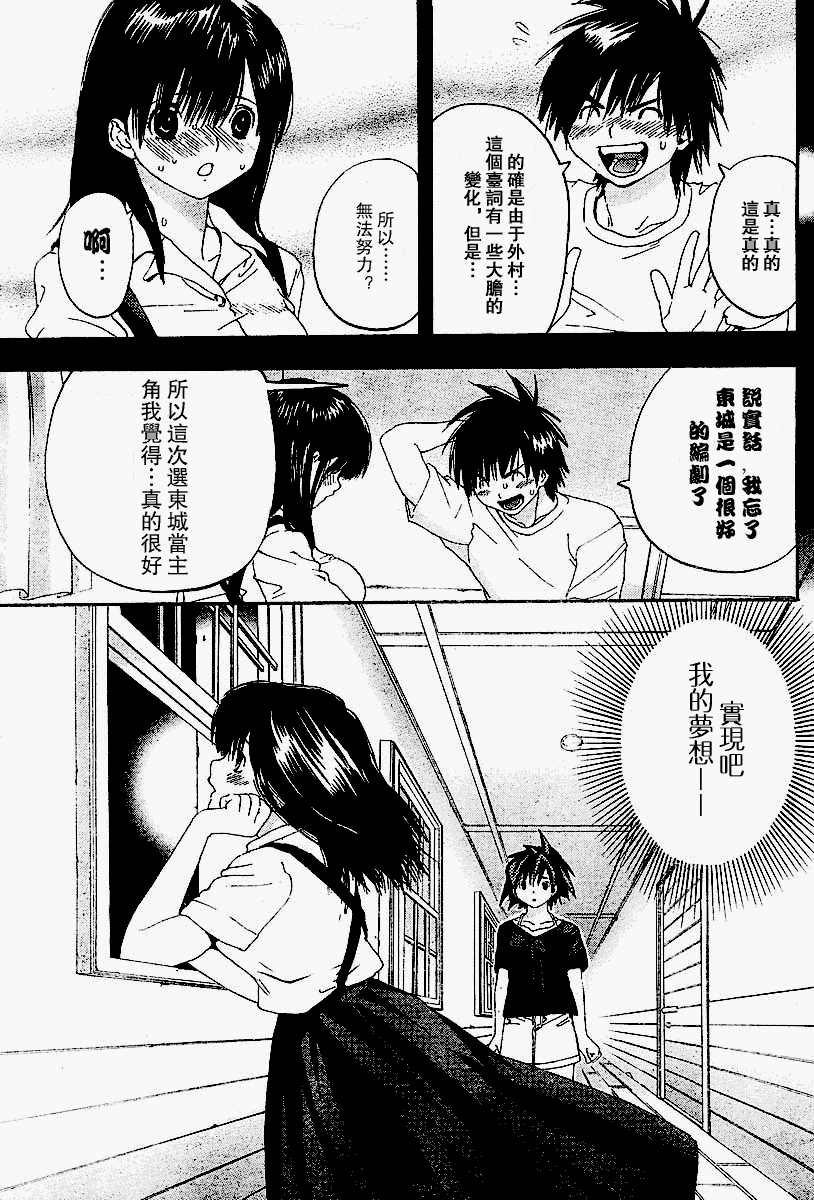 真…真的
這是真的
的確是由于外村…
這個臺詞有一些大膽的
變化，但是…
所以……
無法努力？
啊…
説實話，我忘了
東城是一個很好
的編劇了
所以這次選東城當主
角我覺得…真的很好
實現吧
我的夢想——